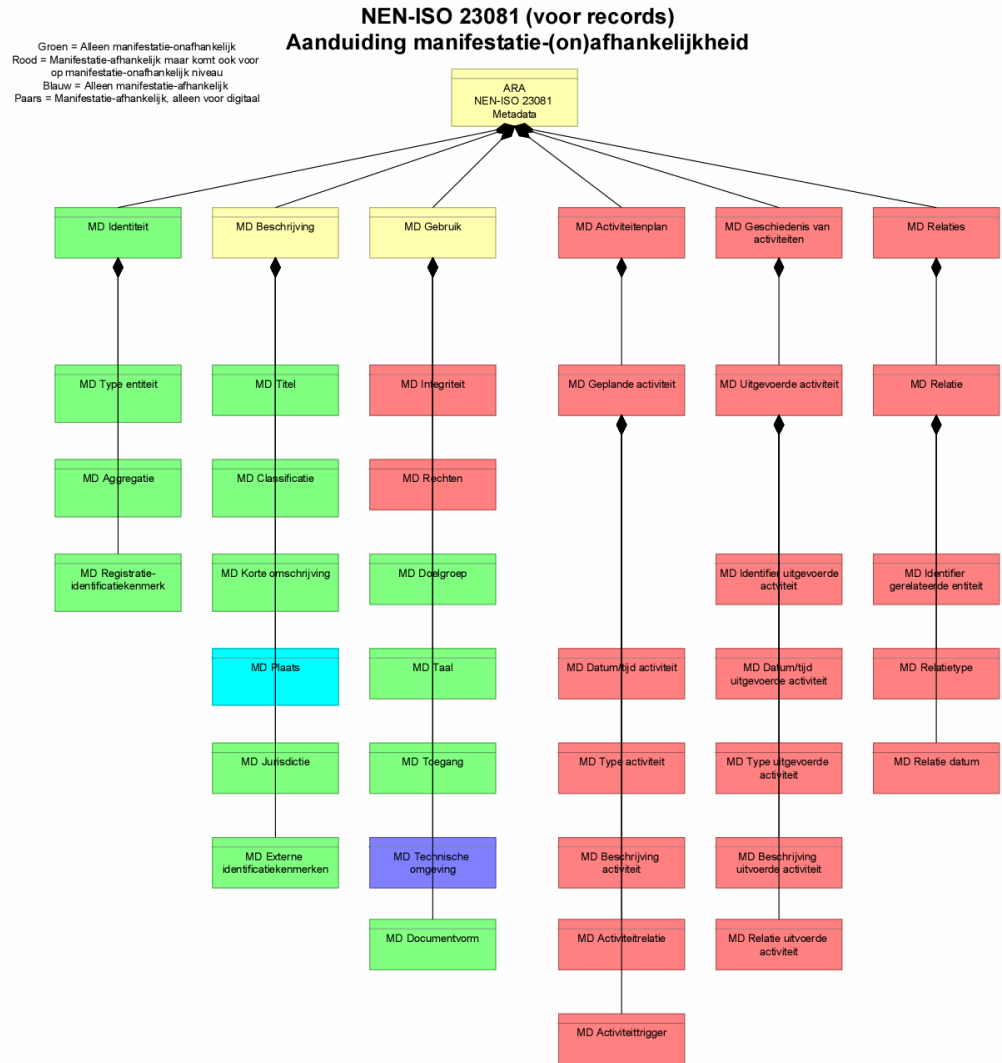 NEN-ISO 23081 (voor records)
Aanduiding manifestatie-(on)afhankelijkheid
Groen = Alleen manifestatie-onafhankelijk
Rood = Manifestatie-afhankelijk maar komt ook voor
op manifestatie-onafhankelijk niveau
Blauw = Alleen manifestatie-afhankelijk
Paars = Manifestatie-afhankelijk, alleen voor digitaal
ARA
NEN-ISO 23081
Metadata
MD Identiteit
MD Beschrijving
MD Gebruik
MD Activiteitenplan
MD Geschiedenis van
activiteiten
MD Relaties
MD Type entiteit
MD Titel
MD Integriteit
MD Geplande activiteit
MD Uitgevoerde activiteit
MD Relatie
MD Aggregatie
MD Classificatie
MD Rechten
MD Registratie-
identificatiekenmerk
MD Korte omschrijving
MD Doelgroep
MD Identifier uitgevoerde
actviteit
MD Identifier
gerelateerde entiteit
MD Plaats
MD Taal
MD Datum/tijd activiteit
MD Datum/tijd
uitgevoerde activiteit
MD Relatietype
MD Jurisdictie
MD Toegang
MD Type activiteit
MD Type uitgevoerde
activiteit
MD Relatie datum
MD Externe
identificatiekenmerken
MD Technische
omgeving
MD Beschrijving
activiteit
MD Beschrijving
uitvoerde activiteit
MD Documentvorm
MD Activiteitrelatie
MD Relatie uitvoerde
activiteit
MD Activiteittrigger